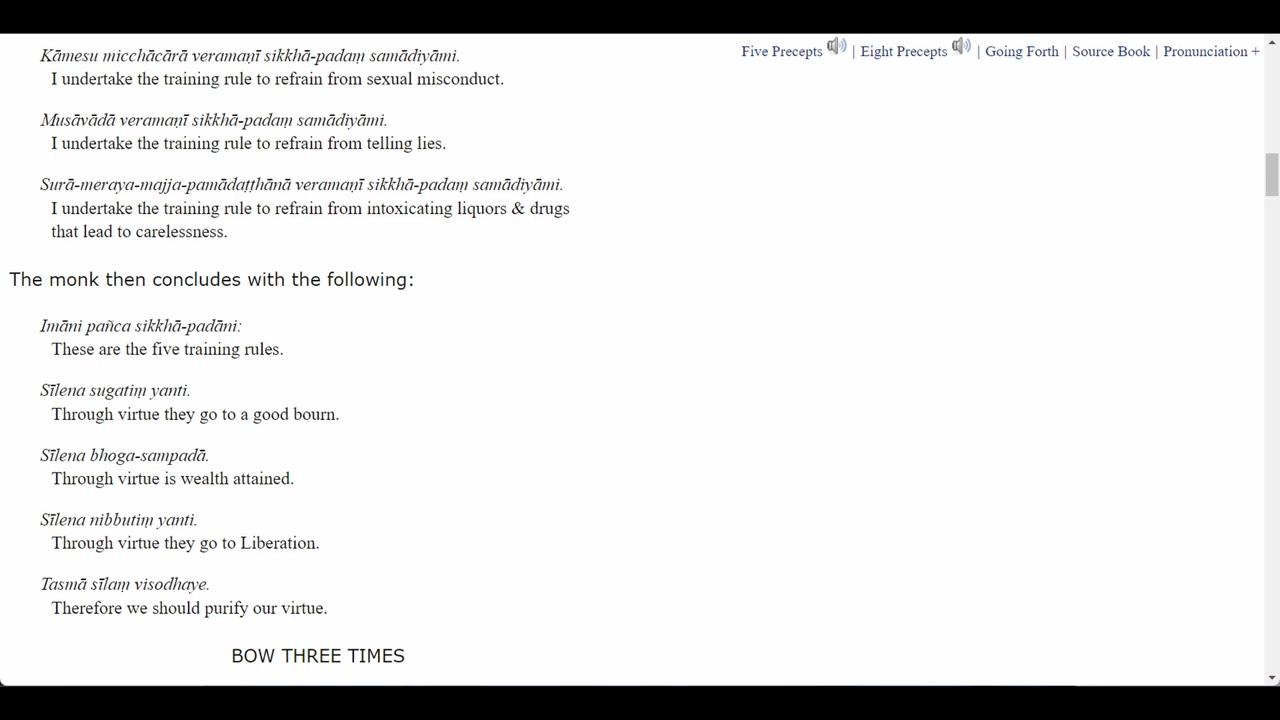 Five Precepts | Eight Precepts | Going Forth | Source Book | Pronunciation +
Kāmesu micchācārā veramaṇī sikkhā-padaṃ samādiyāmi.
I undertake the training rule to refrain from sexual misconduct.
Musāvādā veramaṇī sikkhā-padaṃ samādiyāmi.
I undertake the training rule to refrain from telling lies.
Surā-meraya-majja-pamādaṭṭhānā veramaṇī sikkhā-padaṃ samādiyāmi.
I undertake the training rule to refrain from intoxicating liquors & drugs
that lead to carelessness.
The monk then concludes with the following:
Imāni pañca sikkhā-padāni:
These are the five training rules.
Sīlena sugatiṃ yanti.
Through virtue they go to a good bourn.
Sīlena bhoga-sampadā.
Through virtue is wealth attained.
Sīlena nibbutiṃ yanti.
Through virtue they go to Liberation.
Tasmā sīlaṃ visodhaye.
Therefore we should purify our virtue.
BOW THREE TIMES